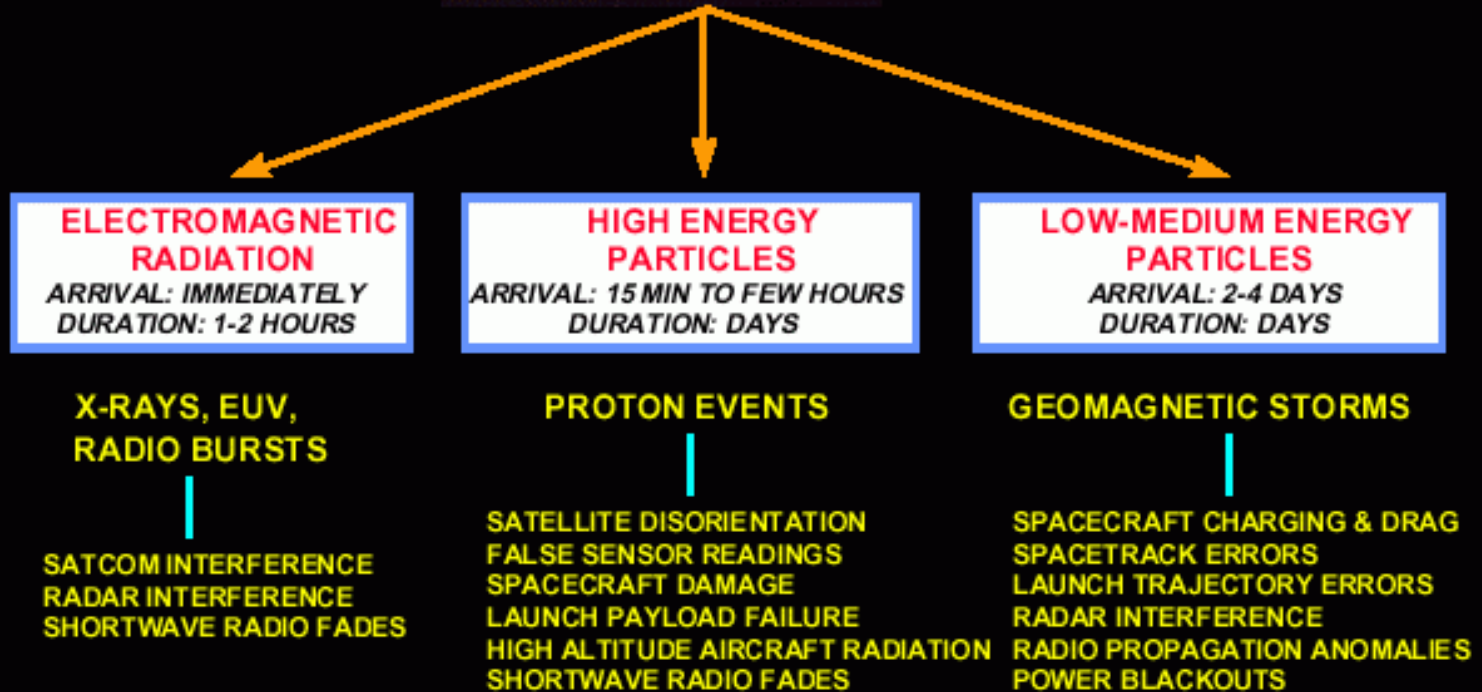 ELECTROMAGNETIC
RADIATION
ARRIVAL: IMMEDIATELY
DURATION: 1-2 HOURS
X-RAYS, EUV,
RADIO BURSTS
SATCOM INTERFERENCE
RADAR INTERFERENCE
SHORTWAVE RADIO FADES
HIGH ENERGY
PARTICLES
ARRIVAL: 15 MIN TO FEW HOURS
DURATION: DAYS
PROTON EVENTS
SATELLITE DISORIENTATION
FALSE SENSOR READINGS
SPACECRAFT DAMAGE
LAUNCH PAYLOAD FAILURE
HIGH ALTITUDE AIRCRAFT RADIATION
SHORTWAVE RADIO FADES
LOW-MEDIUM ENERGY
PARTICLES
ARRIVAL: 2-4 DAYS
DURATION: DAYS
GEOMAGNETIC STORMS
SPACECRAFT CHARGING & DRAG
SPACETRACK ERRORS
LAUNCH TRAJECTORY ERRORS
RADAR INTERFERENCE
RADIO PROPAGATION ANOMALIES
POWER BLACKOUTS